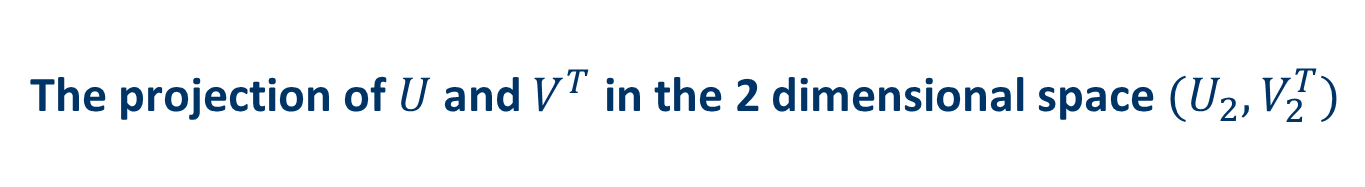 The projection of U and V^T in the 2 dimensional space (U_2, V_2^T)